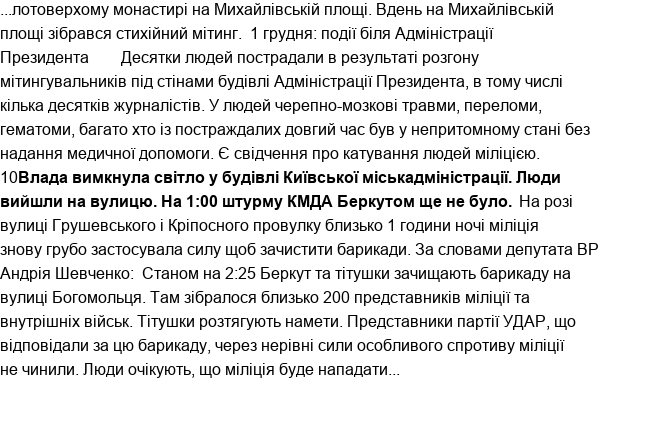 ...лотоверхому монастирі на Михайлівській площі. Вдень на Михайлівській
площі зібрався стихійний мітинг.  1 грудня: події біля Адміністрації
Президента        Десятки людей пострадали в результаті розгону
мітингувальників під стінами будівлі Адміністрації Президента, в тому числі
кілька десятків журналістів. У людей черепно-мозкові травми, переломи,
гематоми, багато хто із постраждалих довгий час був у непритомному стані без
надання медичної допомоги. Є свідчення про катування людей міліцією.
10Влада вимкнула світло у будівлі Київської міськадміністрації. Люди
вийшли на вулицю. На 1:00 штурму КМДА Беркутом ще не було.  На розі
вулиці Грушевського і Кріпосного провулку близько 1 години ночі міліція
знову грубо застосувала силу щоб зачистити барикади. За словами депутата ВР
Андрія Шевченко:  Станом на 2:25 Беркут та тітушки зачищають барикаду на
вулиці Богомольця. Там зібралося близько 200 представників міліції та
внутрішніх військ. Тітушки розтягують намети. Представники партії УДАР, що
відповідали за цю барикаду, через нерівні сили особливого спротиву міліції
не чинили. Люди очікують, що міліція буде нападати...